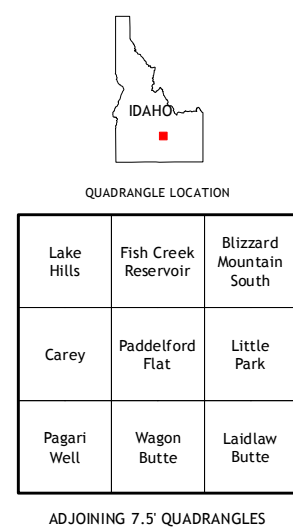 IDAHO
QUADRANGLE LOCATION
Lake
Hills
Fish Creek
Reservoir
Blizzard
Mountain
South
Carey
Paddelford
Flat
Little
Park
Pagari
Well
Wagon
Butte
Laidlaw
Butte
ADJOINING 7.5' QUADRANGLES